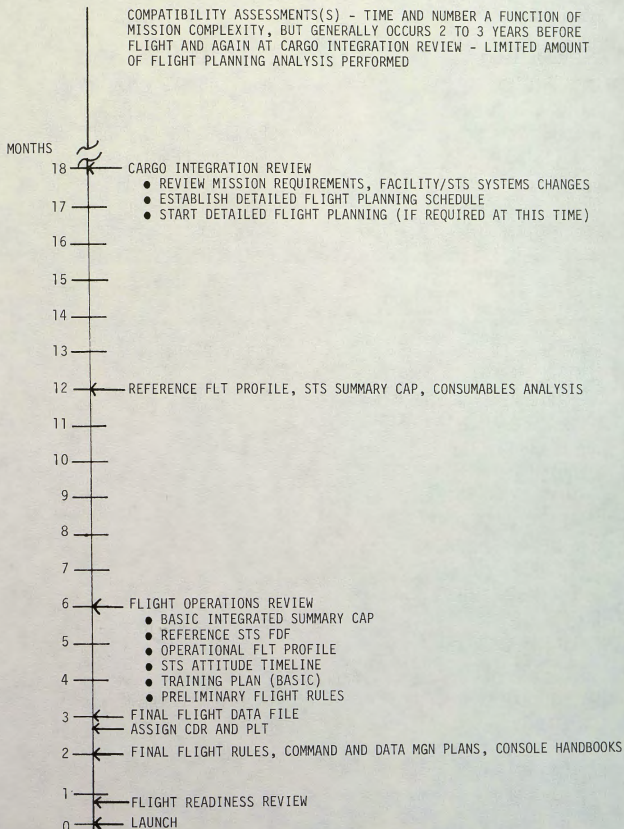 COMPATIBILITY ASSESSMENTS(S) - TIME AND NUMBER A FUNCTION OF
MISSION COMPLEXITY, BUT GENERALLY OCCURS 2 TO 3 YEARS BEFORE
FLIGHT AND AGAIN AT CARGO INTEGRATION REVIEW - LIMITED AMOUNT
OF FLIGHT PLANNING ANALYSIS PERFORMED
MONTHS
18 CARGO INTEGRATION REVIEW
● REVIEW MISSION REQUIREMENTS, FACILITY/STS SYSTEMS CHANGES
17 ● ESTABLISH DETAILED FLIGHT PLANNING SCHEDULE
● START DETAILED FLIGHT PLANNING (IF REQUIRED AT THIS TIME)
16
15
14
13
12 REFERENCE FLT PROFILE, STS SUMMARY CAP, CONSUMABLES ANALYSIS
11
10
9
8
7
6 FLIGHT OPERATIONS REVIEW
● BASIC INTEGRATED SUMMARY CAP
● REFERENCE STS FDF
5 ● OPERATIONAL FLT PROFILE
● STS ATTITUDE TIMELINE
4 ● TRAINING PLAN (BASIC)
● PRELIMINARY FLIGHT RULES
3 FINAL FLIGHT DATA FILE
ASSIGN CDR AND PLT
2 FINAL FLIGHT RULES, COMMAND AND DATA MGN PLANS, CONSOLE HANDBOOKS
1
FLIGHT READINESS REVIEW
0 LAUNCH